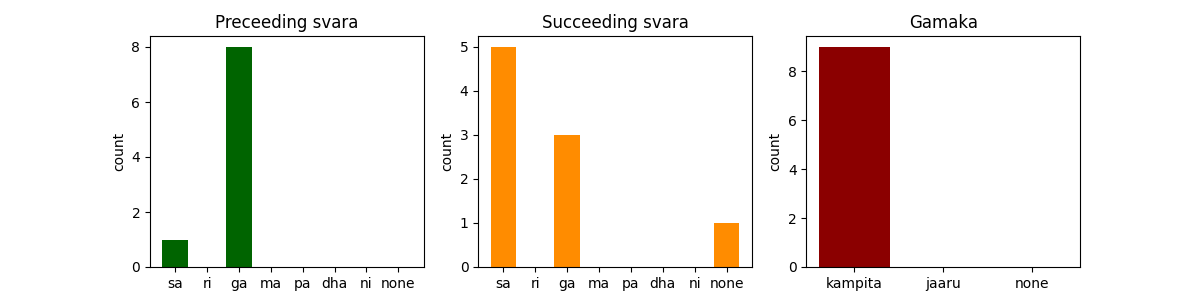 Preceeding svara
8
6
4
2
0
count
sa ri ga ma pa dha ni none
Succeeding svara
5
4
3
2
1
0
count
sa ri ga ma pa dha ni none
Gamaka
8
6
4
2
0
count
kampita jaaru none